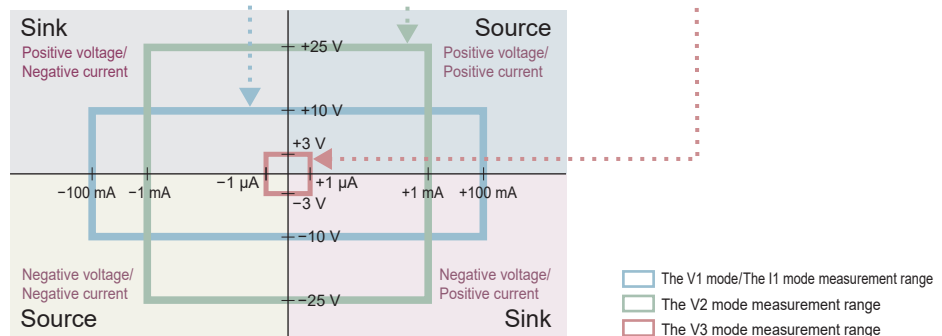 Sink
Positive voltage/
Negative current
Source
Positive voltage/
Positive current
+25 V
+10 V
+3 V
−100 mA
−1 mA
−1 µA
+1 µA
+1 mA
+100 mA
−3 V
−10 V
−25 V
Negative voltage/
Negative current
Source
Negative voltage/
Positive current
Sink
The V1 mode/The I1 mode measurement range
The V2 mode measurement range
The V3 mode measurement range